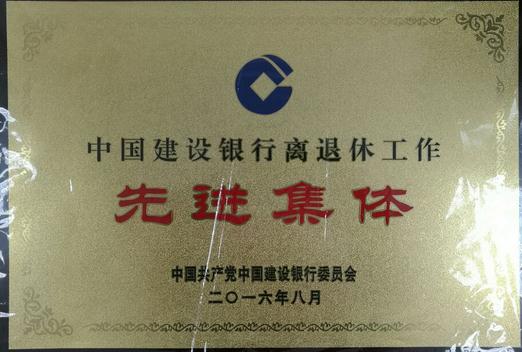 中国建设银行离退休工作
先进集体
中国共产党中国建设银行委员会
二〇一六年八月